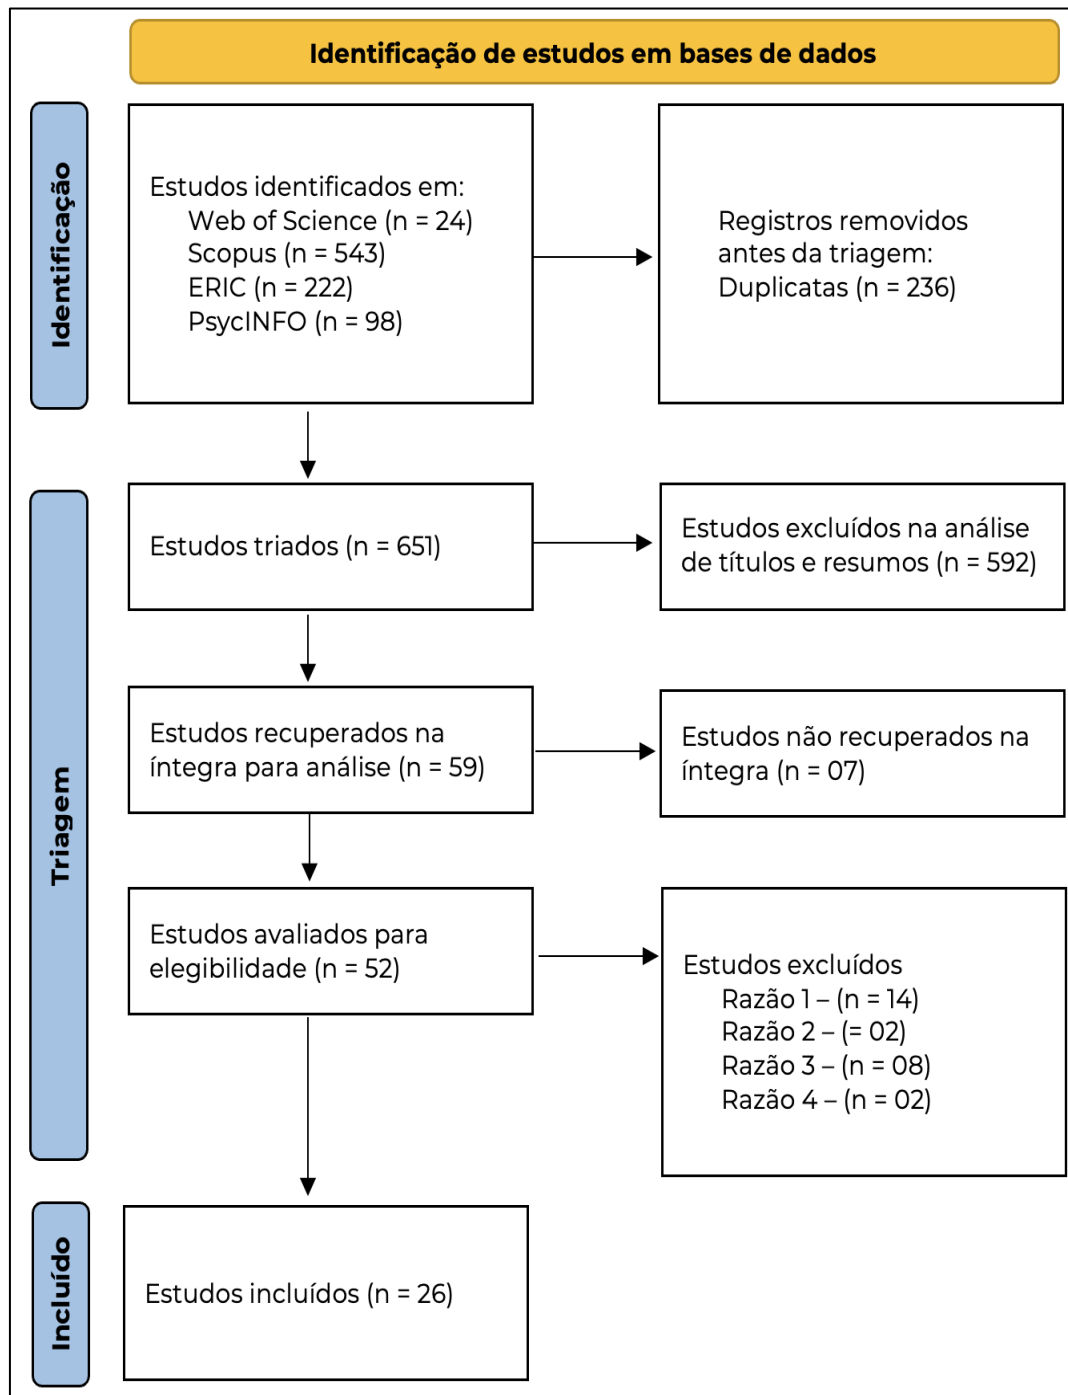 Identificação de estudos em bases de dados
Identificação
Estudos identificados em:
Web of Science (n = 24)
Scopus (n = 543)
ERIC (n = 222)
PsycINFO (n = 98)
Registros removidos
antes da triagem:
Duplicatas (n = 236)
Triagem
Estudos triados (n = 651)
Estudos excluídos na análise
de títulos e resumos (n = 592)
Estudos recuperados na
íntegra para análise (n = 59)
Estudos não recuperados na
íntegra (n = 07)
Estudos avaliados para
elegibilidade (n = 52)
Estudos excluídos
Razão 1 – (n = 14)
Razão 2 – (= 02)
Razão 3 – (n = 08)
Razão 4 – (n = 02)
Incluído
Estudos incluídos (n = 26)